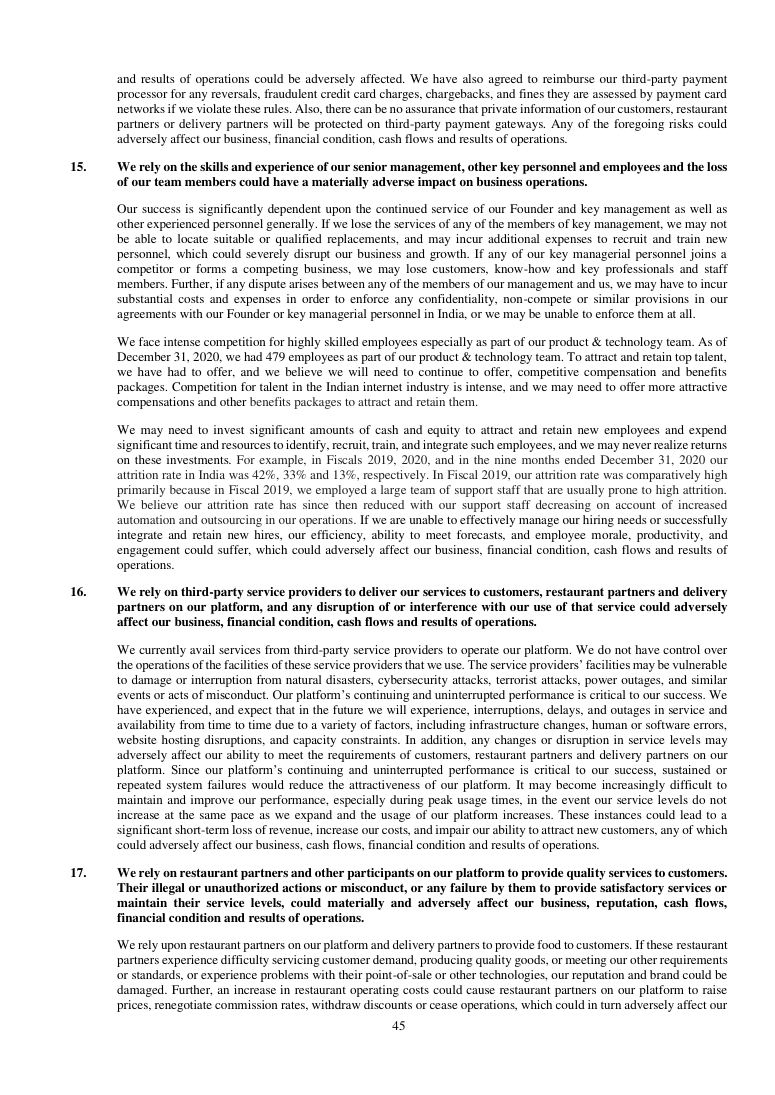 and results of operations could be adversely affected. We have also agreed to reimburse our third-party payment
processor for any reversals, fraudulent credit card charges, chargebacks, and fines they are assessed by payment card
networks if we violate these rules. Also, there can be no assurance that private information of our customers, restaurant
partners or delivery partners will be protected on third-party payment gateways. Any of the foregoing risks could
adversely affect our business, financial condition, cash flows and results of operations.
15. We rely on the skills and experience of our senior management, other key personnel and employees and the loss
of our team members could have a materially adverse impact on business operations.
Our success is significantly dependent upon the continued service of our Founder and key management as well as
other experienced personnel generally. If we lose the services of any of the members of key management, we may not
be able to locate suitable or qualified replacements, and may incur additional expenses to recruit and train new
personnel, which could severely disrupt our business and growth. If any of our key managerial personnel joins a
competitor or forms a competing business, we may lose customers, know-how and key professionals and staff
members. Further, if any dispute arises between any of the members of our management and us, we may have to incur
substantial costs and expenses in order to enforce any confidentiality, non-compete or similar provisions in our
agreements with our Founder or key managerial personnel in India, or we may be unable to enforce them at all.
We face intense competition for highly skilled employees especially as part of our product & technology team. As of
December 31, 2020, we had 479 employees as part of our product & technology team. To attract and retain top talent,
we have had to offer, and we believe we will need to continue to offer, competitive compensation and benefits
packages. Competition for talent in the Indian internet industry is intense, and we may need to offer more attractive
compensations and other benefits packages to attract and retain them.
We may need to invest significant amounts of cash and equity to attract and retain new employees and expend
significant time and resources to identify, recruit, train, and integrate such employees, and we may never realize returns
on these investments. For example, in Fiscals 2019, 2020, and in the nine months ended December 31, 2020 our
attrition rate in India was 42%, 33% and 13%, respectively. In Fiscal 2019, our attrition rate was comparatively high
primarily because in Fiscal 2019, we employed a large team of support staff that are usually prone to high attrition.
We believe our attrition rate has since then reduced with our support staff decreasing on account of increased
automation and outsourcing in our operations. If we are unable to effectively manage our hiring needs or successfully
integrate and retain new hires, our efficiency, ability to meet forecasts, and employee morale, productivity, and
engagement could suffer, which could adversely affect our business, financial condition, cash flows and results of
operations.
16. We rely on third-party service providers to deliver our services to customers, restaurant partners and delivery
partners on our platform, and any disruption of or interference with our use of that service could adversely
affect our business, financial condition, cash flows and results of operations.
We currently avail services from third-party service providers to operate our platform. We do not have control over
the operations of the facilities of these service providers that we use. The service providers’ facilities may be vulnerable
to damage or interruption from natural disasters, cybersecurity attacks, terrorist attacks, power outages, and similar
events or acts of misconduct. Our platform’s continuing and uninterrupted performance is critical to our success. We
have experienced, and expect that in the future we will experience, interruptions, delays, and outages in service and
availability from time to time due to a variety of factors, including infrastructure changes, human or software errors,
website hosting disruptions, and capacity constraints. In addition, any changes or disruption in service levels may
adversely affect our ability to meet the requirements of customers, restaurant partners and delivery partners on our
platform. Since our platform’s continuing and uninterrupted performance is critical to our success, sustained or
repeated system failures would reduce the attractiveness of our platform. It may become increasingly difficult to
maintain and improve our performance, especially during peak usage times, in the event our service levels do not
increase at the same pace as we expand and the usage of our platform increases. These instances could lead to a
significant short-term loss of revenue, increase our costs, and impair our ability to attract new customers, any of which
could adversely affect our business, cash flows, financial condition and results of operations.
17. We rely on restaurant partners and other participants on our platform to provide quality services to customers.
Their illegal or unauthorized actions or misconduct, or any failure by them to provide satisfactory services or
maintain their service levels, could materially and adversely affect our business, reputation, cash flows,
financial condition and results of operations.
We rely upon restaurant partners on our platform and delivery partners to provide food to customers. If these restaurant
partners experience difficulty servicing customer demand, producing quality goods, or meeting our other requirements
or standards, or experience problems with their point-of-sale or other technologies, our reputation and brand could be
damaged. Further, an increase in restaurant operating costs could cause restaurant partners on our platform to raise
prices, renegotiate commission rates, withdraw discounts or cease operations, which could in turn adversely affect our
45